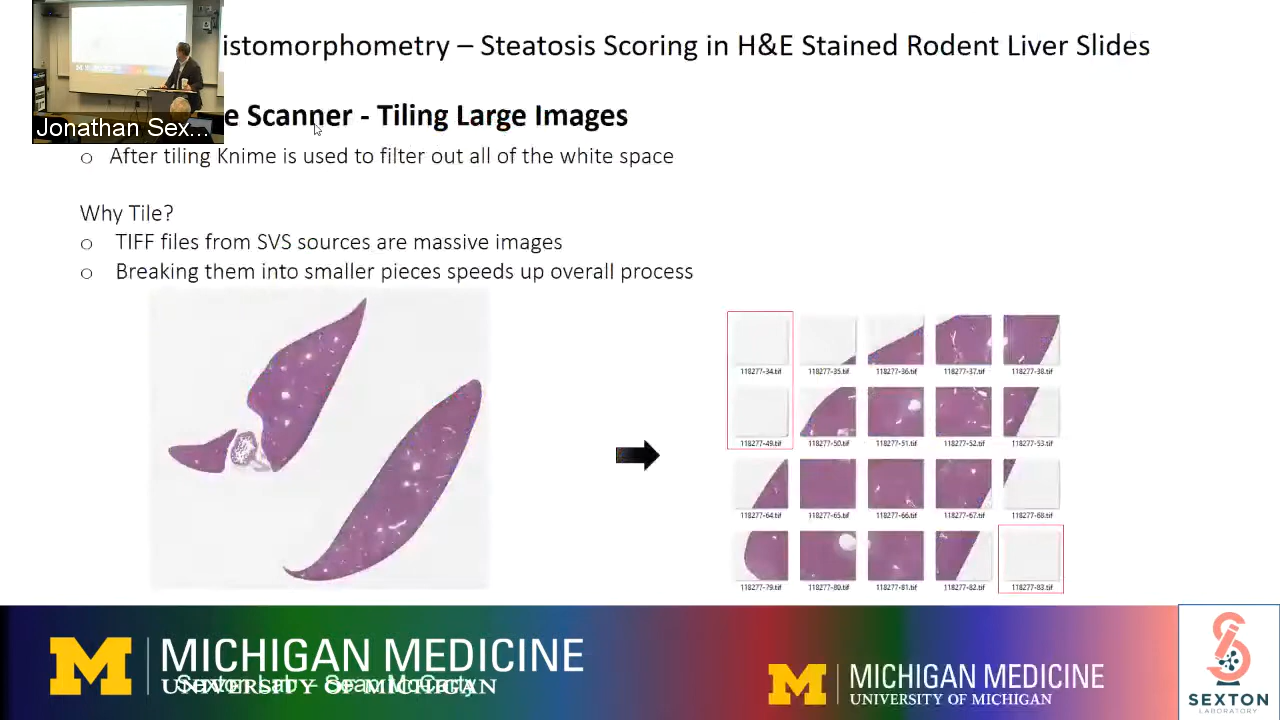 istomorphometry – Steatosis Scoring in H&E Stained Rodent Liver Slides
e Scanner - Tiling Large Images
Jonathan Sex...
o After tiling Knime is used to filter out all of the white space
Why Tile?
o TIFF files from SVS sources are massive images
o Breaking them into smaller pieces speeds up overall process
118277-34.tif 118277-35.tif 118277-36.tif 118277-37.tif 118277-38.tif
118277-49.tif 118277-50.tif 118277-51.tif 118277-52.tif 118277-53.tif
118277-64.tif 118277-65.tif 118277-66.tif 118277-67.tif 118277-68.tif
118277-79.tif 118277-80.tif 118277-81.tif 118277-82.tif 118277-83.tif
M MICHIGAN MEDICINE
UNIVERSITY OF MICHIGAN
Sexton Lab – Sean McCarty
M MICHIGAN MEDICINE
UNIVERSITY OF MICHIGAN
SEXTON
LABORATORY